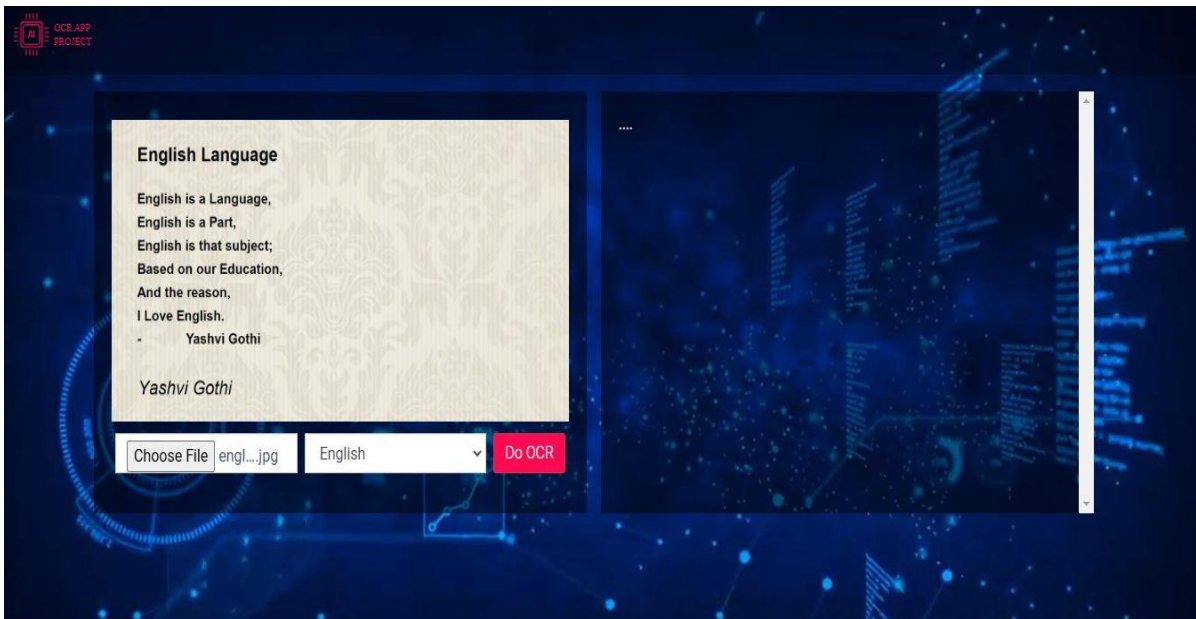 AI
OCR APP
PROJECT
English Language
English is a Language,
English is a Part,
English is that subject;
Based on our Education,
And the reason,
I Love English.
- Yashvi Gothi
Yashvi Gothi
Choose File engl....jpg
English
Do OCR
....